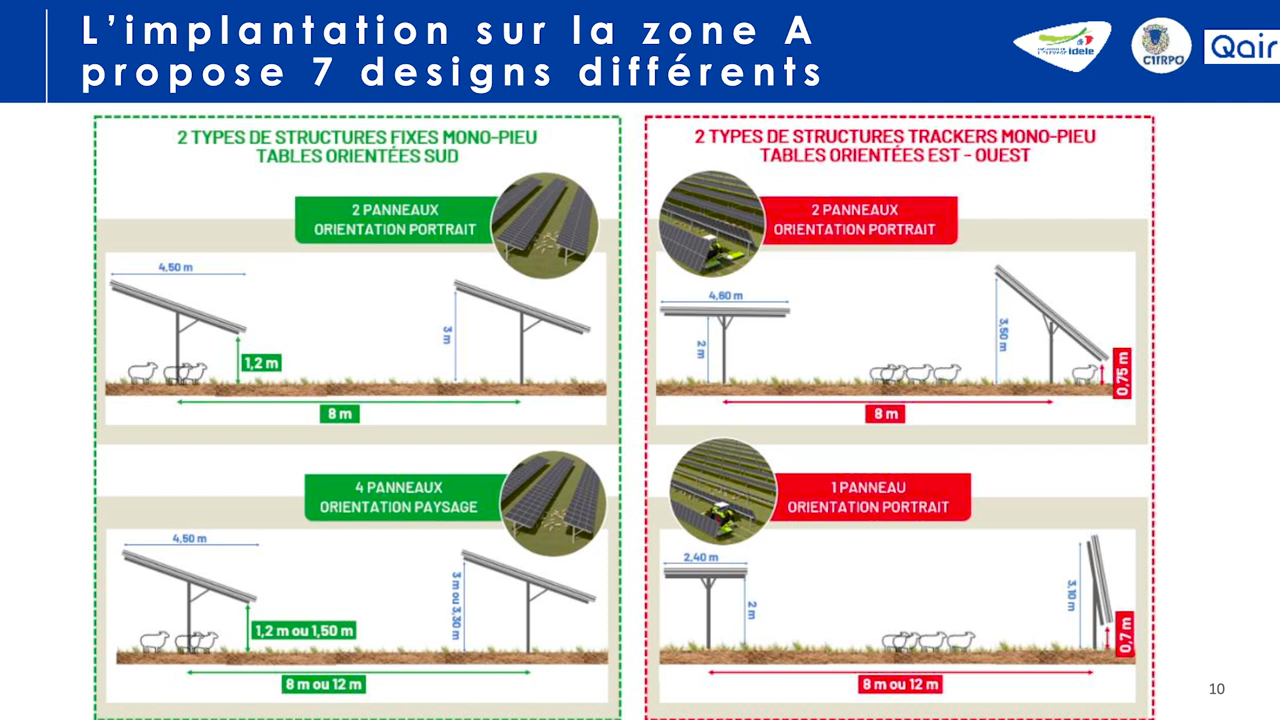 L’implantation sur la zone A
propose 7 designs différents
idele
CIIRPO
Qair
2 TYPES DE STRUCTURES FIXES MONO-PIEU
TABLES ORIENTÉES SUD
2 PANNEAUX
ORIENTATION PORTRAIT
4,50 m
3 m
1,2 m
8 m
4 PANNEAUX
ORIENTATION PAYSAGE
4,50 m
3 m ou 3,30 m
1,2 m ou 1,50 m
8 m ou 12 m
2 TYPES DE STRUCTURES TRACKERS MONO-PIEU
TABLES ORIENTÉES EST - OUEST
2 PANNEAUX
ORIENTATION PORTRAIT
4,60 m
2 m
3,50 m
0,75 m
8 m
1 PANNEAU
ORIENTATION PORTRAIT
2,40 m
2 m
3,10 m
0,7 m
8 m ou 12 m
10